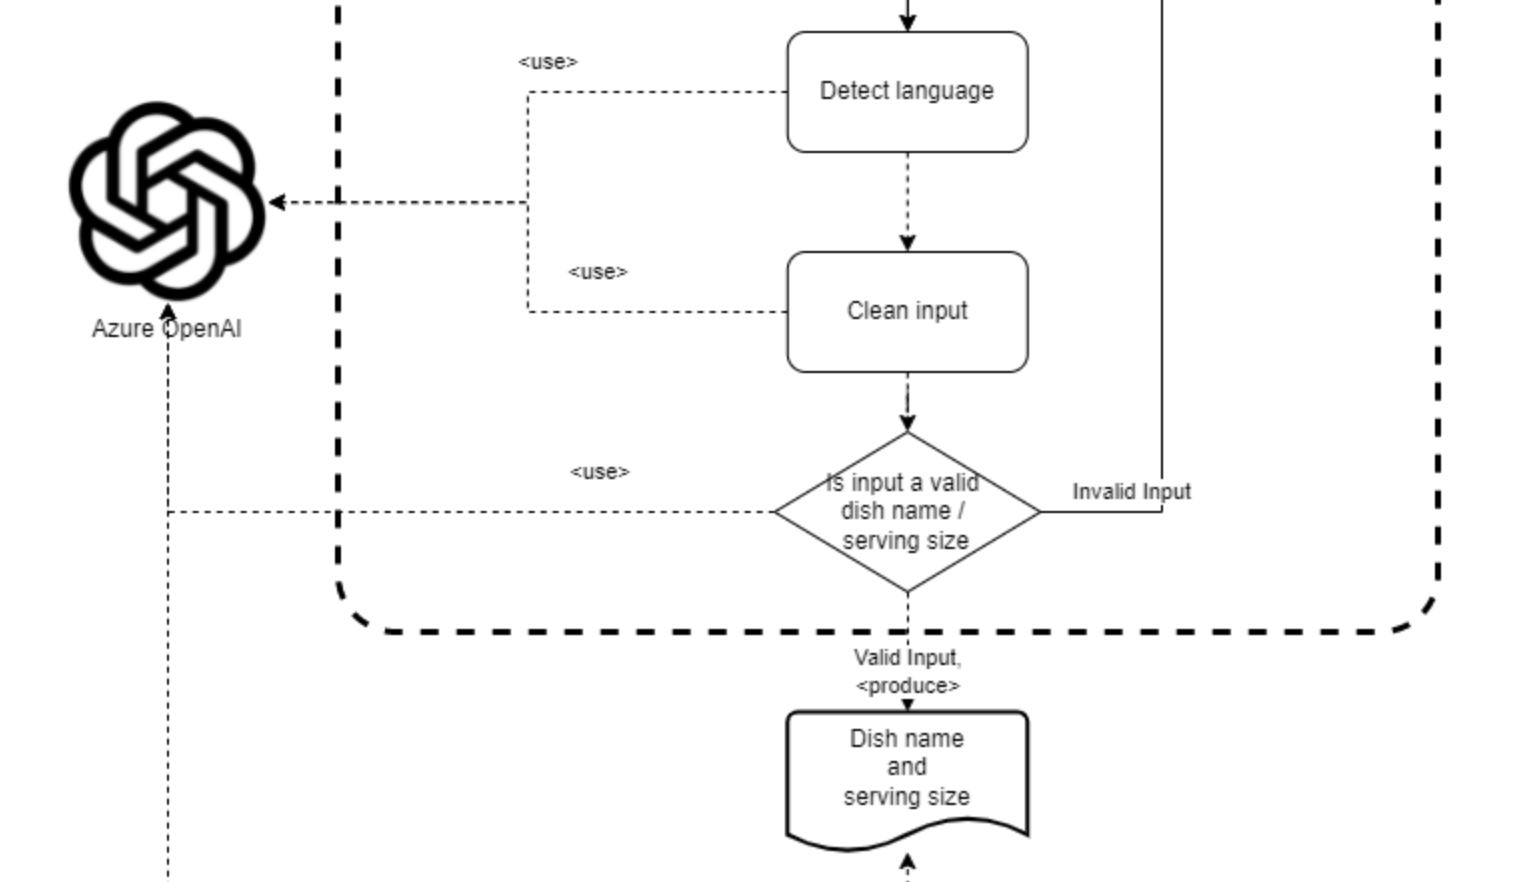 <use>
Detect language
<use>
Clean input
Azure OpenAI
<use>
Is input a valid
dish name /
serving size
Invalid Input
Valid Input,
<produce>
Dish name
and
serving size